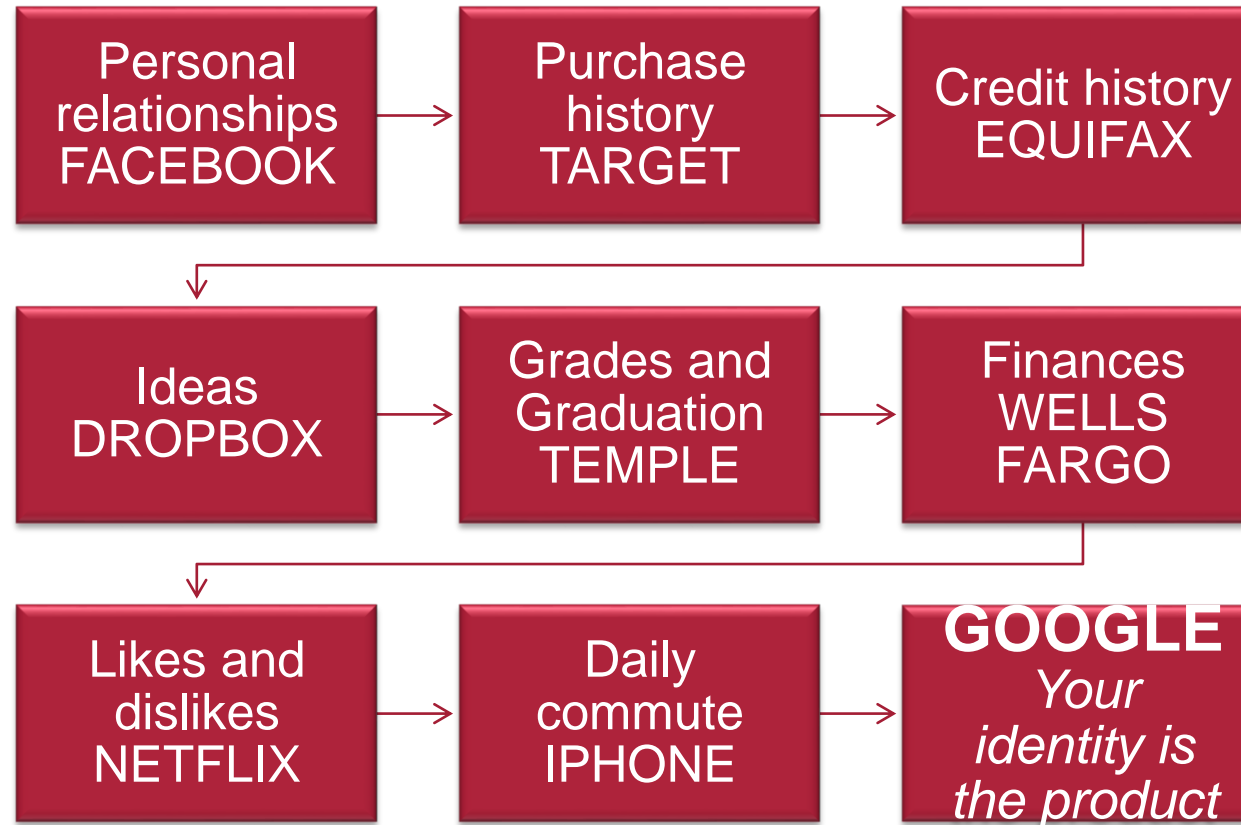 Personal
relationships
FACEBOOK
Purchase
history
TARGET
Credit history
EQUIFAX
Ideas
DROPBOX
Grades and
Graduation
TEMPLE
Finances
WELLS
FARGO
Likes and
dislikes
NETFLIX
Daily
commute
IPHONE
GOOGLE
Your
identity is
the product